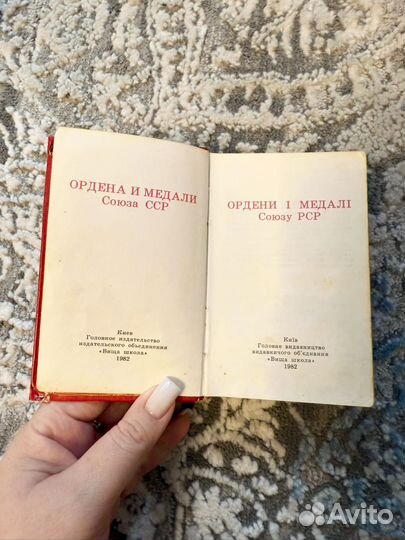 ОРДЕНА И МЕДАЛИ
Союза ССР
Киев
Головное издательство
издательского объединения
«Вища школа»
1982
ОРДЕНИ І МЕДАЛІ
Союзу РСР
Київ
Головне видавництво
видавничого об'єднання
«Вища школа»
1982
Avito